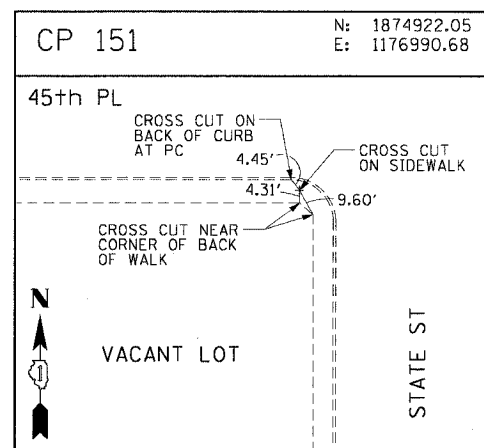 CP 151
N: 1874922.05
E: 1176990.68
45th PL
CROSS CUT ON
BACK OF CURB
AT PC
4.45'
CROSS CUT
ON SIDEWALK
4.31'
9.60'
CROSS CUT NEAR
CORNER OF BACK
OF WALK
N
VACANT LOT
STATE ST